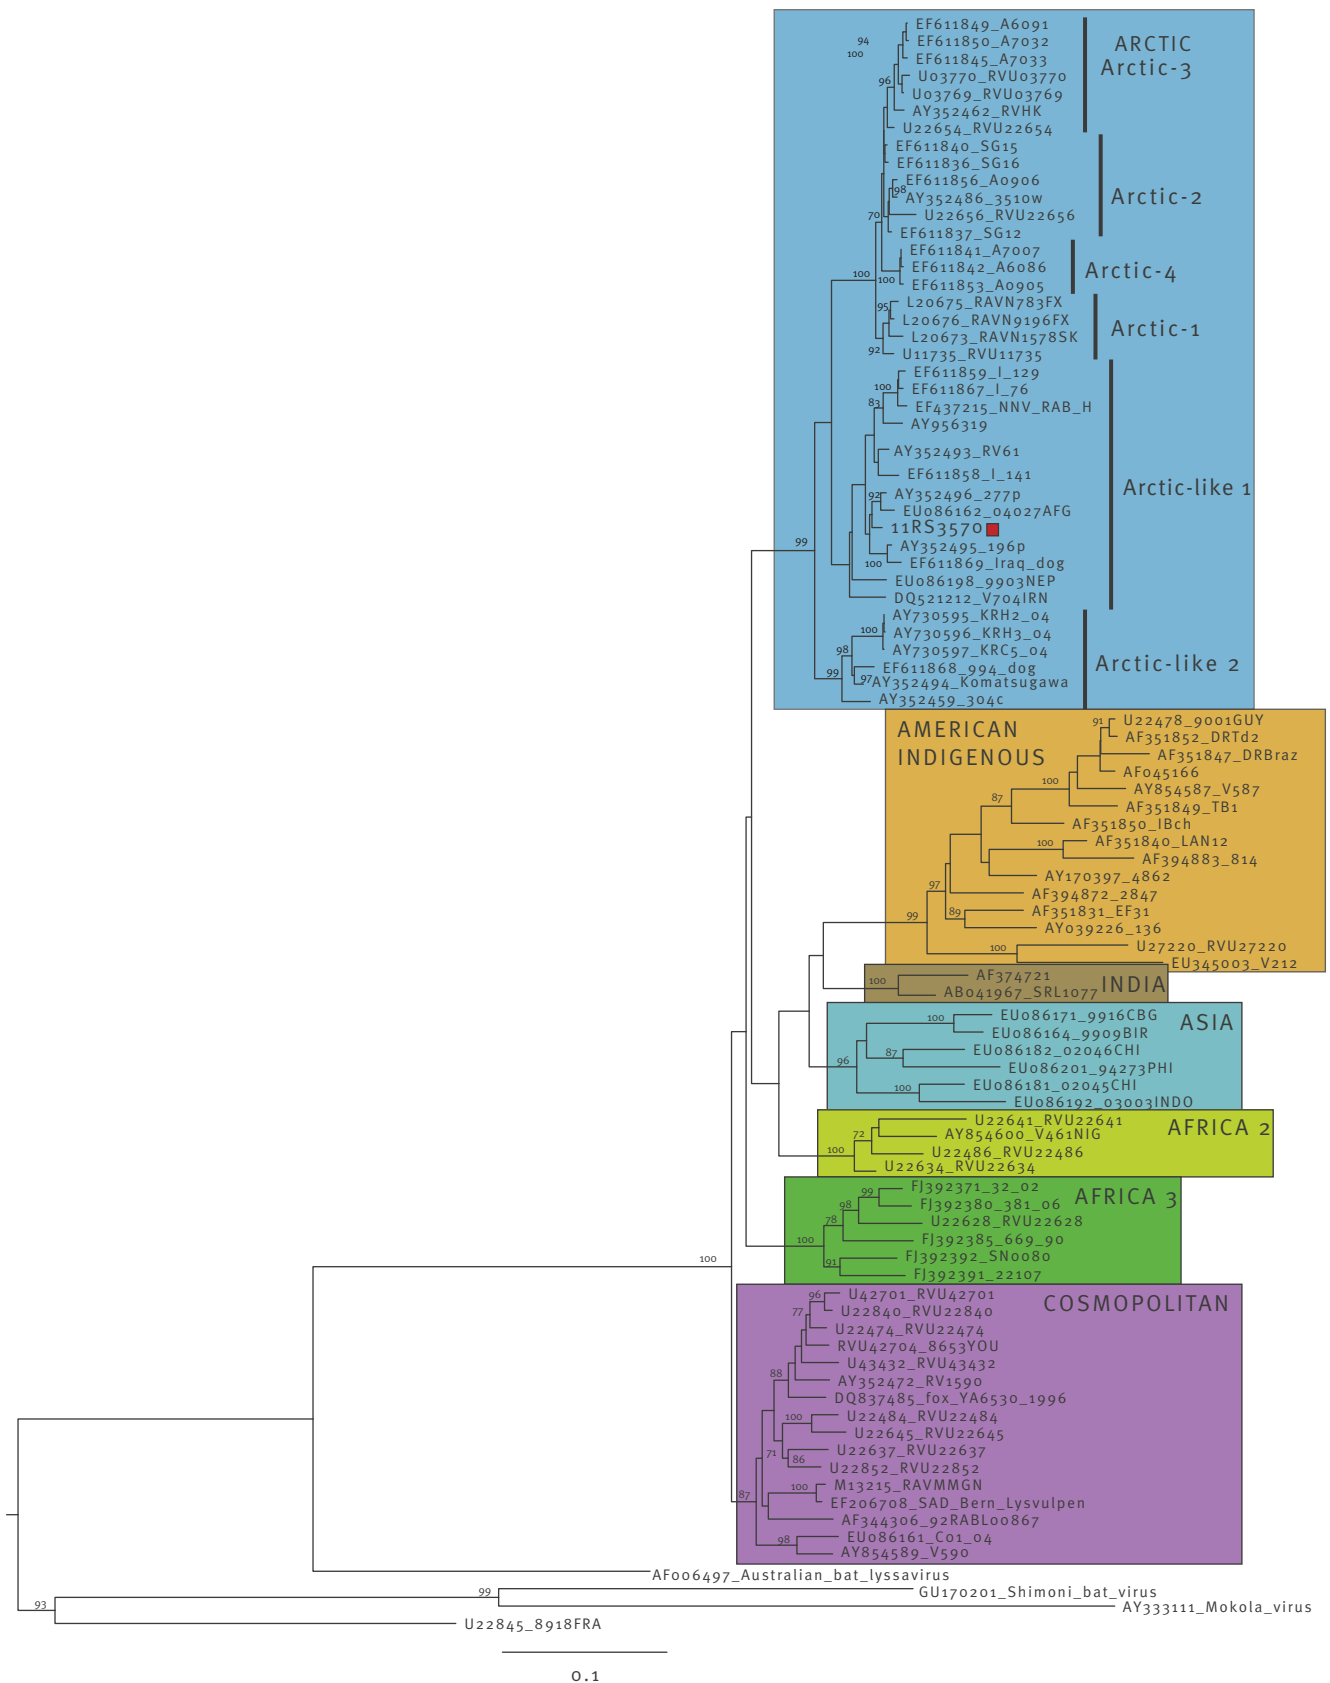 EF611849_A6091
94
EF611850_A7032
ARCTIC
100
EF611845_A7033
Arctic-3
96
U03770_RVU03770
U03769_RVU03769
AY352462_RVHK
U22654_RVU22654
EF611840_SG15
EF611836_SG16
EF611856_A0906
98
AY352486_3510w
Arctic-2
70
U22656_RVU22656
EF611837_SG12
EF611841_A7007
EF611842_A6086
Arctic-4
100
100
EF611853_A0905
95
L20675_RAVN783FX
L20676_RAVN9196FX
Arctic-1
L20673_RAVN1578SK
92
U11735_RVU11735
EF611859_I_129
100
EF611867_I_76
83
EF437215_NNV_RAB_H
AY956319
AY352493_RV61
EF611858_I_141
Arctic-like 1
92
AY352496_277p
EU086162_04027AFG
11RS3570
99
AY352495_196p
100
EF611869_Iraq_dog
EU086198_9903NEP
DQ521212_V704IRN
AY730595_KRH2_04
100
AY730596_KRH3_04
98
AY730597_KRC5_04
Arctic-like 2
99
EF611868_994_dog
97
AY352494_Komatsugawa
AY352459_304c
AMERICAN
INDIGENOUS
91
U22478_9001GUY
AF351852_DRTd2
AF351847_DRBraz
AF045166
100
AY854587_V587
87
AF351849_TB1
AF351850_IBch
100
AF351840_LAN12
AF394883_814
AY170397_4862
97
AF394872_2847
99
89
AF351831_EF31
AY039226_136
100
U27220_RVU27220
EU345003_V212
100
AF374721
INDIA
AB041967_SRL1077
100
EU086171_9916CBG
ASIA
EU086164_9909BIR
87
EU086182_02046CHI
96
EU086201_94273PHI
100
EU086181_02045CHI
EU086192_03003INDO
U22641_RVU22641
AFRICA 2
72
AY854600_V461NIG
100
U22486_RVU22486
U22634_RVU22634
99
FJ392371_32_02
AFRICA 3
98
FJ392380_381_06
78
U22628_RVU22628
100
FJ392385_669_90
91
FJ392392_SN0080
100
FJ392391_22107
96
U42701_RVU42701
COSMOPOLITAN
77
U22840_RVU22840
U22474_RVU22474
RVU42704_8653YOU
88
U43432_RVU43432
AY352472_RV1590
DQ837485_fox_YA6530_1996
100
U22484_RVU22484
U22645_RVU22645
71
U22637_RVU22637
86
U22852_RVU22852
100
M13215_RAVMMGN
87
EF206708_SAD_Bern_Lysvulpen
AF344306_92RABL00867
98
EU086161_C01_04
AY854589_V590
AF006497_Australian_bat_lyssavirus
99
GU170201_Shimoni_bat_virus
93
AY333111_Mokola_virus
U22845_8918FRA
0.1